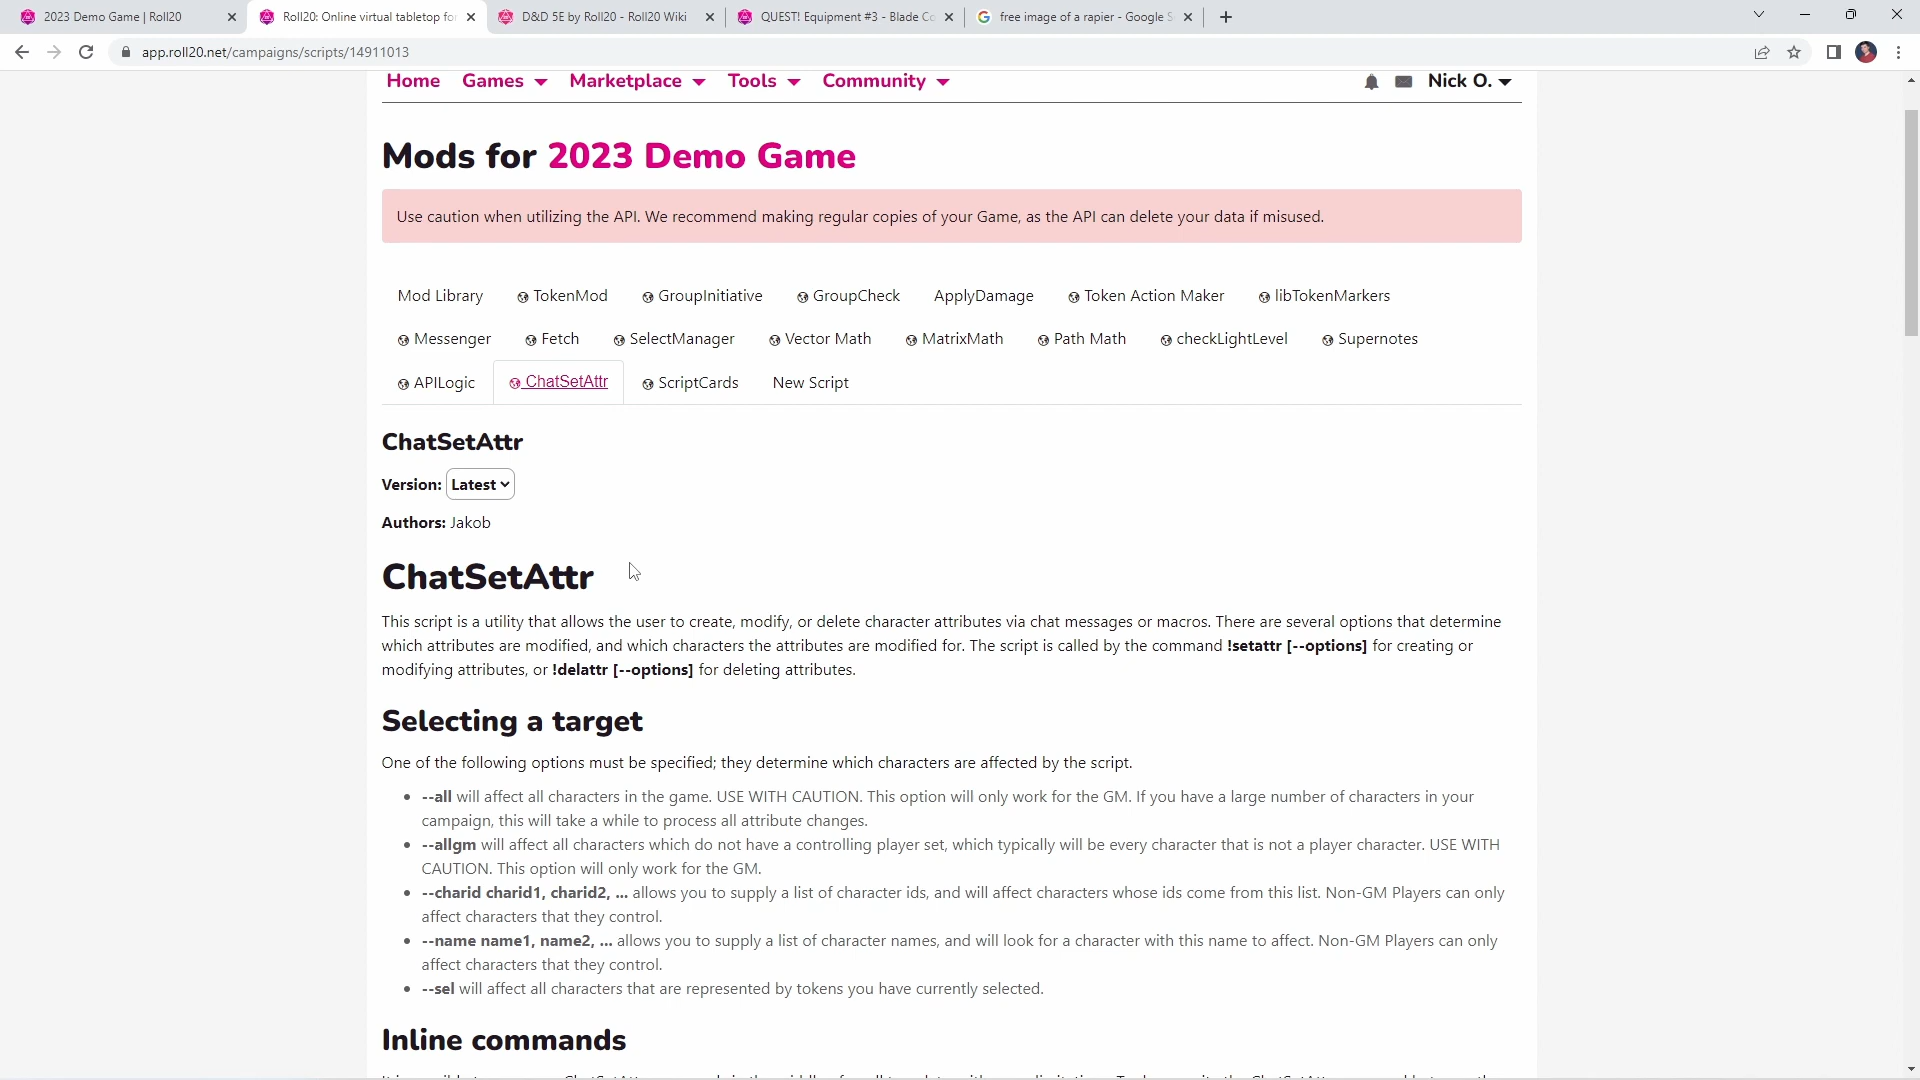 2023 Demo Game | Roll20
Roll20: Online virtual tabletop for
D&D 5E by Roll20 - Roll20 Wiki
QUEST! Equipment #3 - Blade Co
free image of a rapier - Google S
app.roll20.net/campaigns/scripts/14911013
Home Games Marketplace Tools Community Nick O.
Mods for 2023 Demo Game
Use caution when utilizing the API. We recommend making regular copies of your Game, as the API can delete your data if misused.
Mod Library TokenMod GroupInitiative GroupCheck ApplyDamage Token Action Maker libTokenMarkers
Messenger Fetch SelectManager Vector Math MatrixMath Path Math checkLightLevel Supernotes
APILogic ChatSetAttr ScriptCards New Script
ChatSetAttr
Version: Latest
Authors: Jakob
ChatSetAttr
This script is a utility that allows the user to create, modify, or delete character attributes via chat messages or macros. There are several options that determine
which attributes are modified, and which characters the attributes are modified for. The script is called by the command !setattr [--options] for creating or
modifying attributes, or !delattr [--options] for deleting attributes.
Selecting a target
One of the following options must be specified; they determine which characters are affected by the script.
• --all will affect all characters in the game. USE WITH CAUTION. This option will only work for the GM. If you have a large number of characters in your
campaign, this will take a while to process all attribute changes.
• --allgm will affect all characters which do not have a controlling player set, which typically will be every character that is not a player character. USE WITH
CAUTION. This option will only work for the GM.
• --charid charid1, charid2, ... allows you to supply a list of character ids, and will affect characters whose ids come from this list. Non-GM Players can only
affect characters that they control.
• --name name1, name2, ... allows you to supply a list of character names, and will look for a character with this name to affect. Non-GM Players can only
affect characters that they control.
• --sel will affect all characters that are represented by tokens you have currently selected.
Inline commands